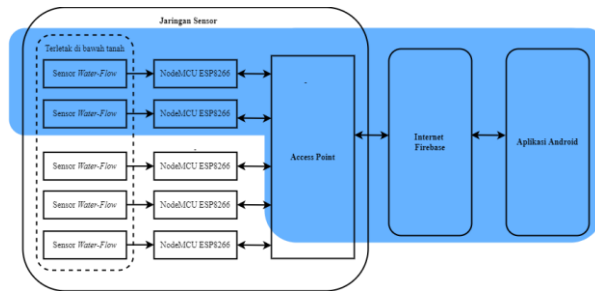 Jaringan Sensor
Terletak di bawah tanah
Sensor Water-Flow
NodeMCU ESP8266
Sensor Water-Flow
NodeMCU ESP8266
Sensor Water-Flow
NodeMCU ESP8266
Sensor Water-Flow
NodeMCU ESP8266
Sensor Water-Flow
NodeMCU ESP8266
Access Point
Internet
Firebase
Aplikasi Android